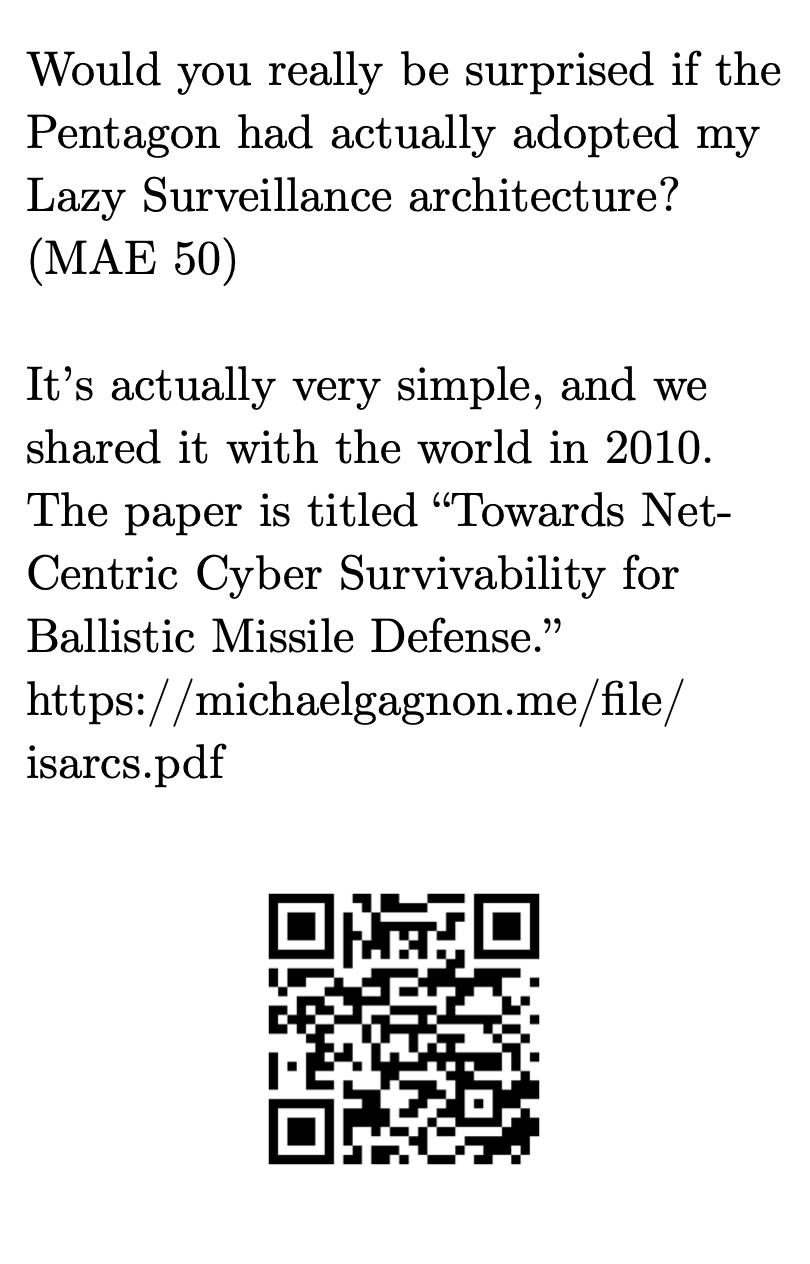 Would you really be surprised if the
Pentagon had actually adopted my
Lazy Surveillance architecture?
(MAE 50)
It’s actually very simple, and we
shared it with the world in 2010.
The paper is titled “Towards Net-
Centric Cyber Survivability for
Ballistic Missile Defense.”
https://michaelgagnon.me/file/
isarcs.pdf